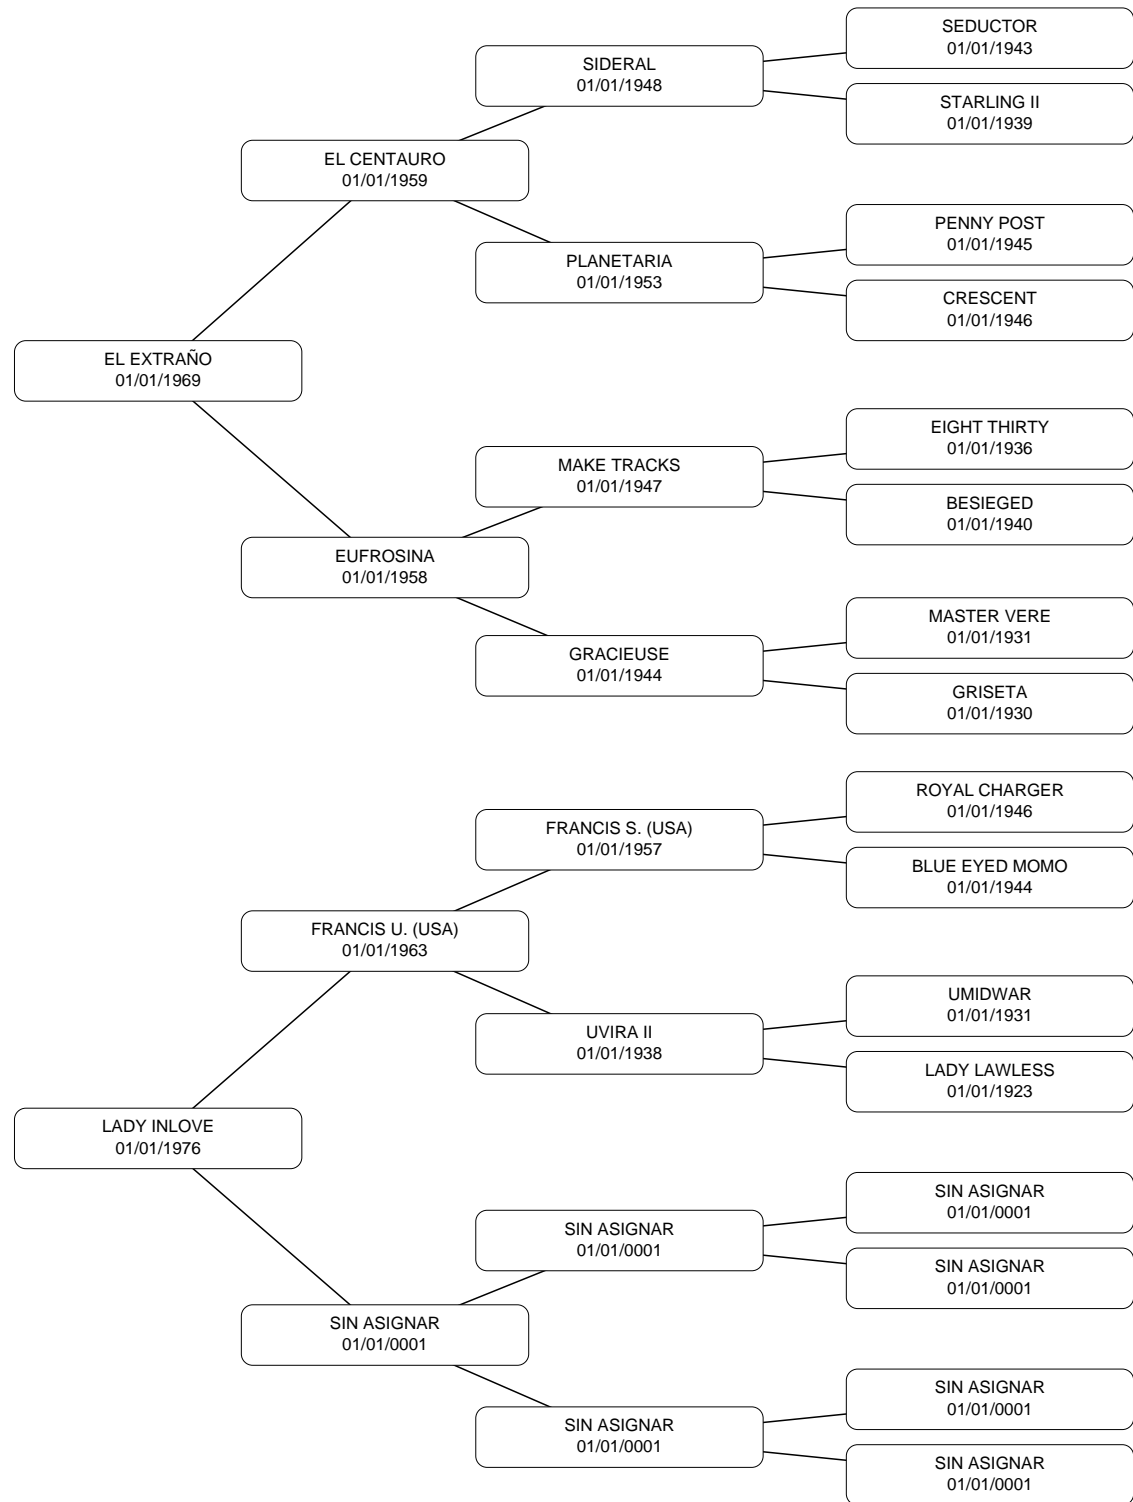 SEDUCTOR
01/01/1943
SIDERAL
01/01/1948
STARLING II
01/01/1939
EL CENTAURO
01/01/1959
PENNY POST
01/01/1945
PLANETARIA
01/01/1953
CRESCENT
01/01/1946
EL EXTRAÑO
01/01/1969
EIGHT THIRTY
01/01/1936
MAKE TRACKS
01/01/1947
BESIEGED
01/01/1940
EUFROSINA
01/01/1958
MASTER VERE
01/01/1931
GRACIEUSE
01/01/1944
GRISETA
01/01/1930
ROYAL CHARGER
01/01/1946
FRANCIS S. (USA)
01/01/1957
BLUE EYED MOMO
01/01/1944
FRANCIS U. (USA)
01/01/1963
UMIDWAR
01/01/1931
UVIRA II
01/01/1938
LADY LAWLESS
01/01/1923
LADY INLOVE
01/01/1976
SIN ASIGNAR
01/01/0001
SIN ASIGNAR
01/01/0001
SIN ASIGNAR
01/01/0001
SIN ASIGNAR
01/01/0001
SIN ASIGNAR
01/01/0001
SIN ASIGNAR
01/01/0001
SIN ASIGNAR
01/01/0001